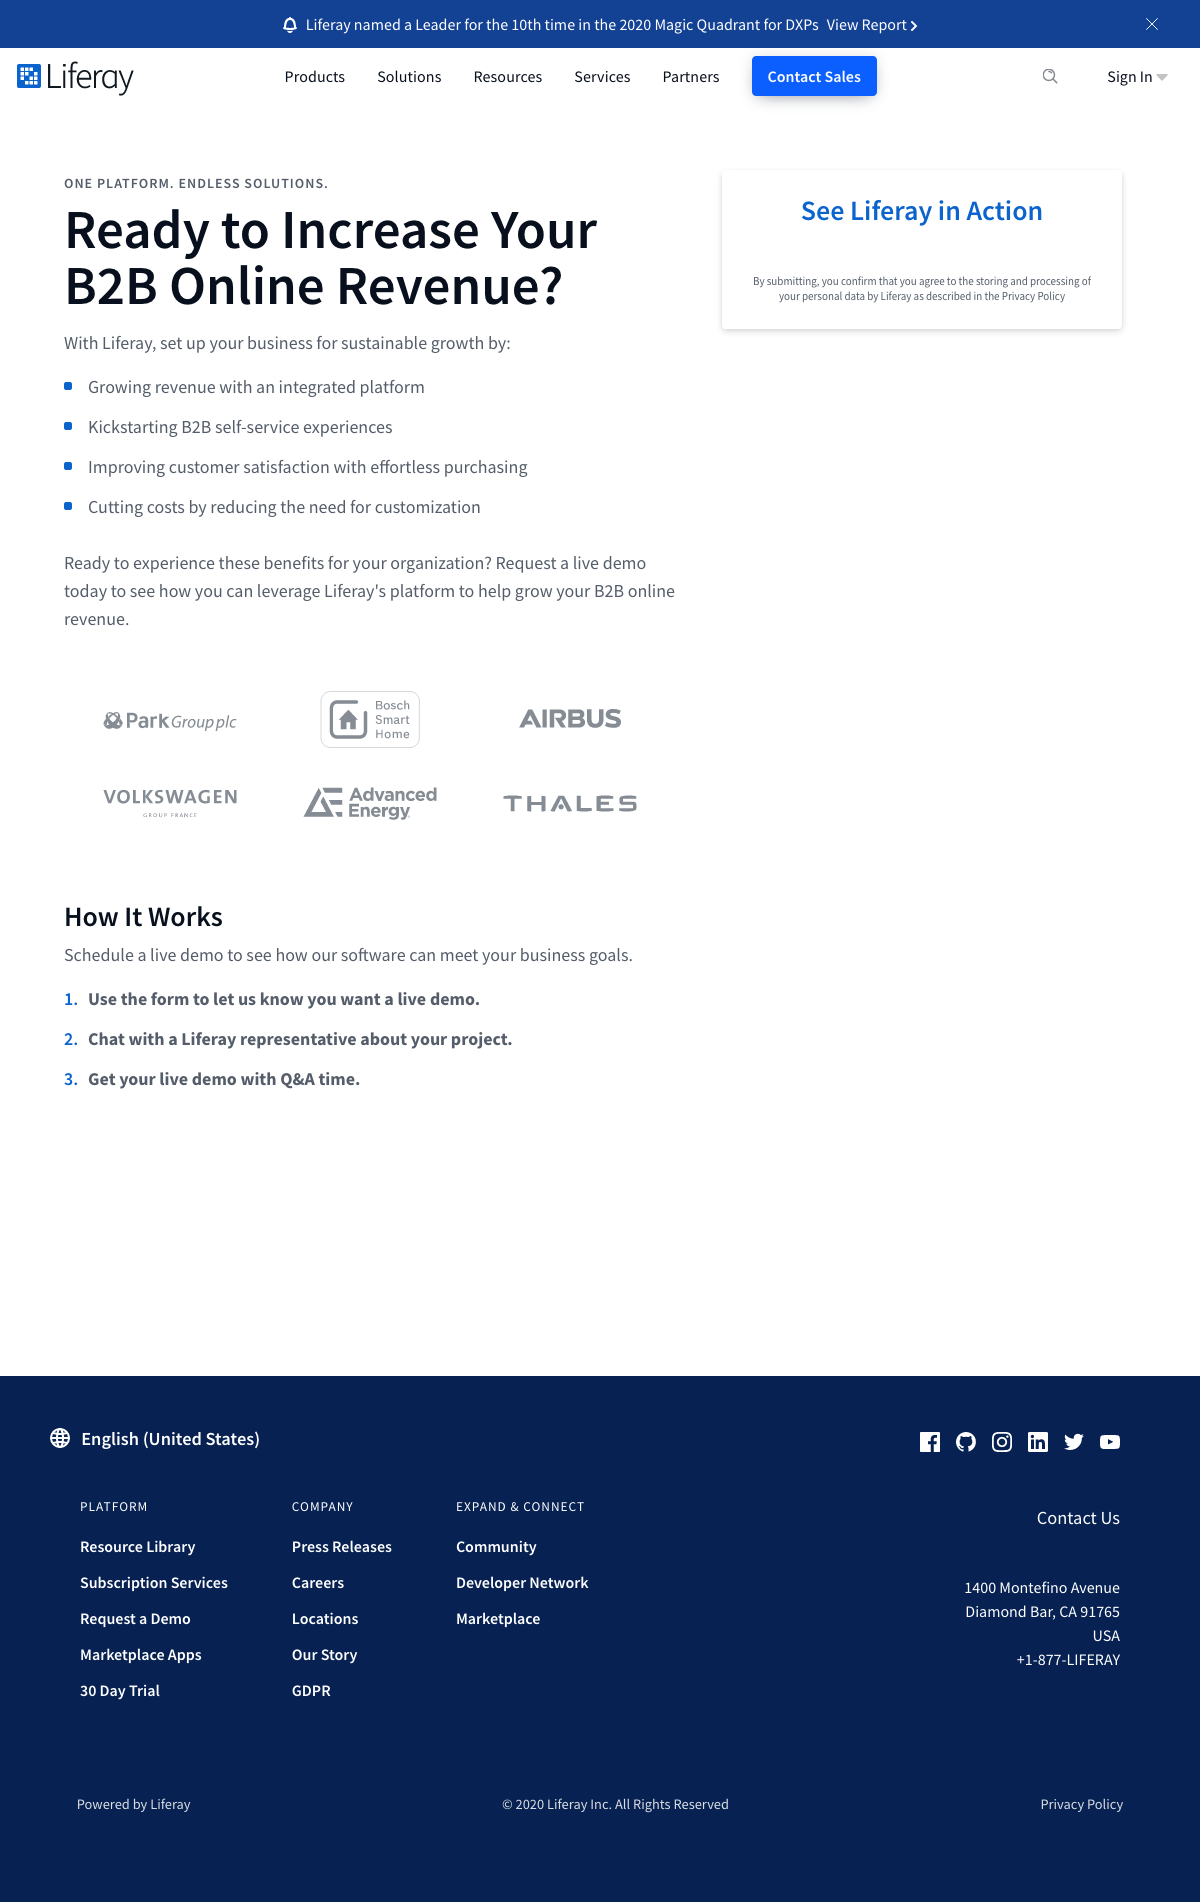 Liferay named a Leader for the 10th time in the 2020 Magic Quadrant for DXPs View Report
Liferay
Products Solutions Resources Services Partners Contact Sales Sign In
ONE PLATFORM. ENDLESS SOLUTIONS.
Ready to Increase Your
B2B Online Revenue?
With Liferay, set up your business for sustainable growth by:
Growing revenue with an integrated platform
Kickstarting B2B self-service experiences
Improving customer satisfaction with effortless purchasing
Cutting costs by reducing the need for customization
Ready to experience these benefits for your organization? Request a live demo
today to see how you can leverage Liferay's platform to help grow your B2B online
revenue.
See Liferay in Action
By submitting, you confirm that you agree to the storing and processing of
your personal data by Liferay as described in the Privacy Policy
Park Group plc
Bosch
Smart
Home
AIRBUS
VOLKSWAGEN
GROUP FRANCE
Advanced
Energy
THALES
How It Works
Schedule a live demo to see how our software can meet your business goals.
1. Use the form to let us know you want a live demo.
2. Chat with a Liferay representative about your project.
3. Get your live demo with Q&A time.
English (United States)
PLATFORM
Resource Library
Subscription Services
Request a Demo
Marketplace Apps
30 Day Trial
COMPANY
Press Releases
Careers
Locations
Our Story
GDPR
EXPAND & CONNECT
Community
Developer Network
Marketplace
Contact Us
1400 Montefino Avenue
Diamond Bar, CA 91765
USA
+1-877-LIFERAY
Powered by Liferay
© 2020 Liferay Inc. All Rights Reserved
Privacy Policy